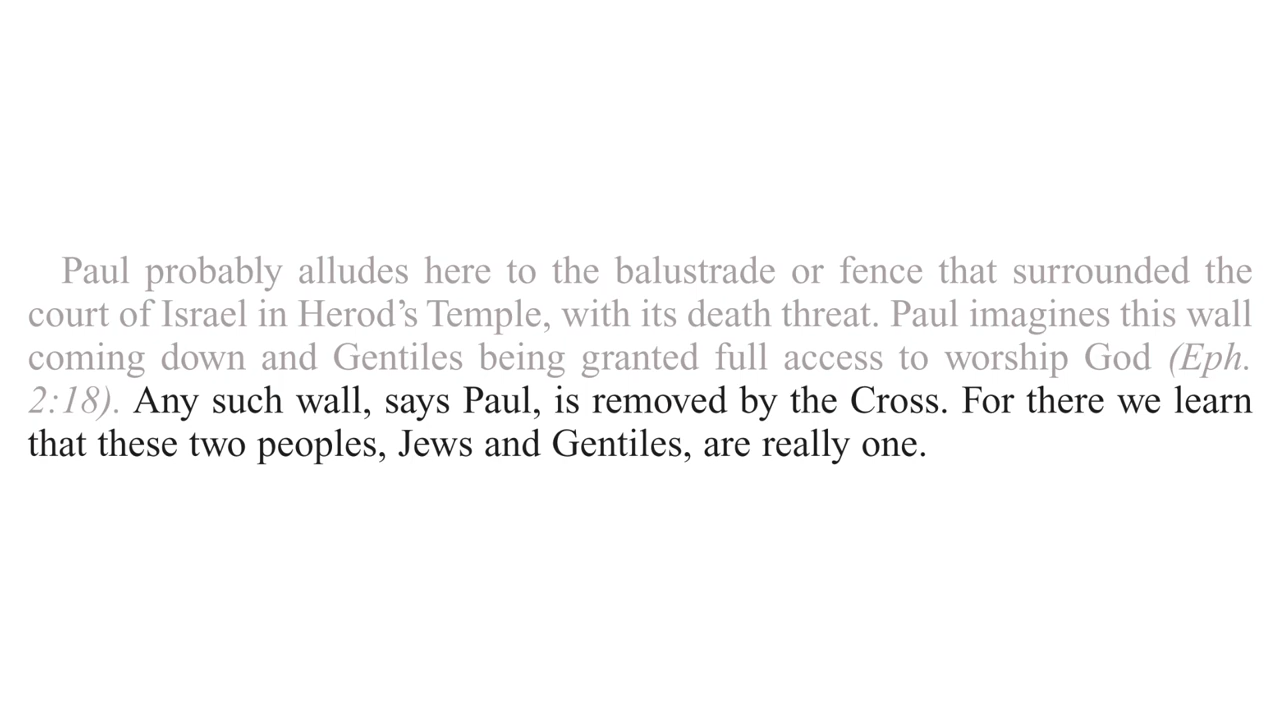 Paul probably alludes here to the balustrade or fence that surrounded the
court of Israel in Herod’s Temple, with its death threat. Paul imagines this wall
coming down and Gentiles being granted full access to worship God (Eph.
2:18). Any such wall, says Paul, is removed by the Cross. For there we learn
that these two peoples, Jews and Gentiles, are really one.